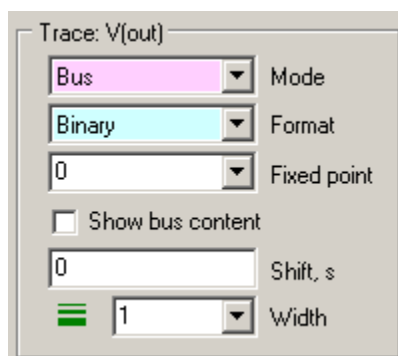 Trace: V(out)
Bus Mode
Binary Format
0 Fixed point
Show bus content
0 Shift, s
1 Width